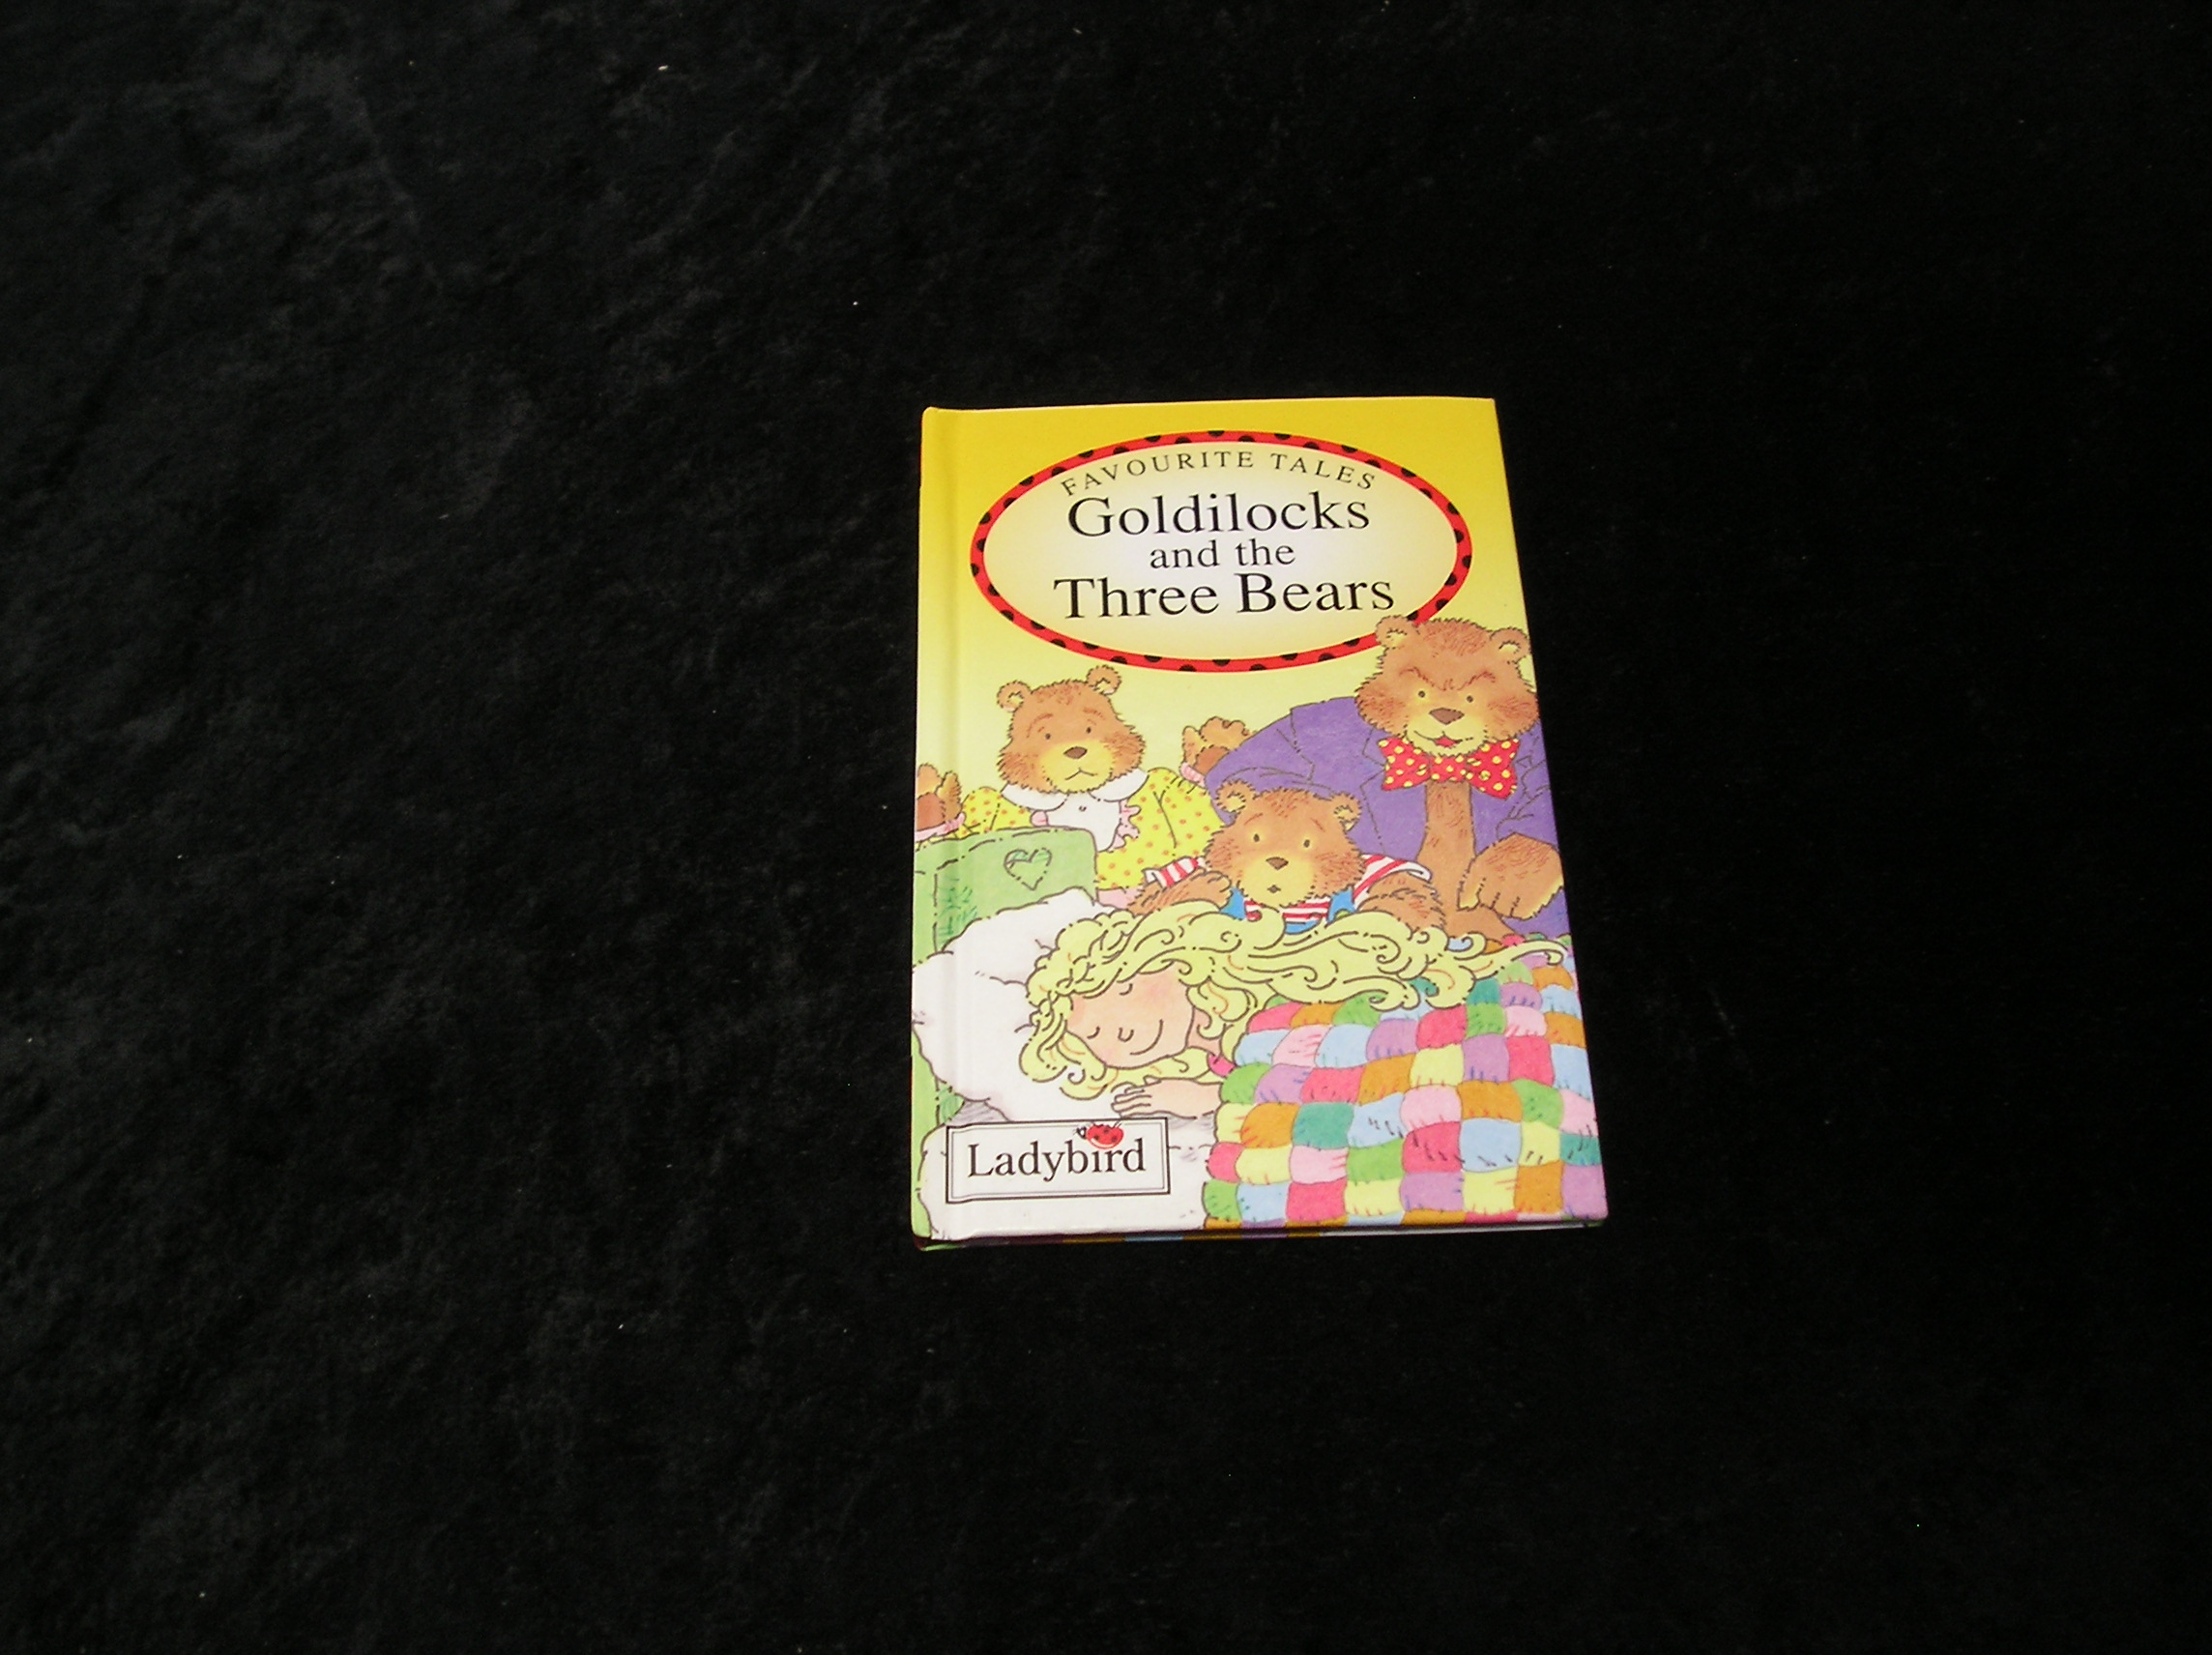 FAVOURITE TALES
Goldilocks
and the
Three Bears
Ladybird